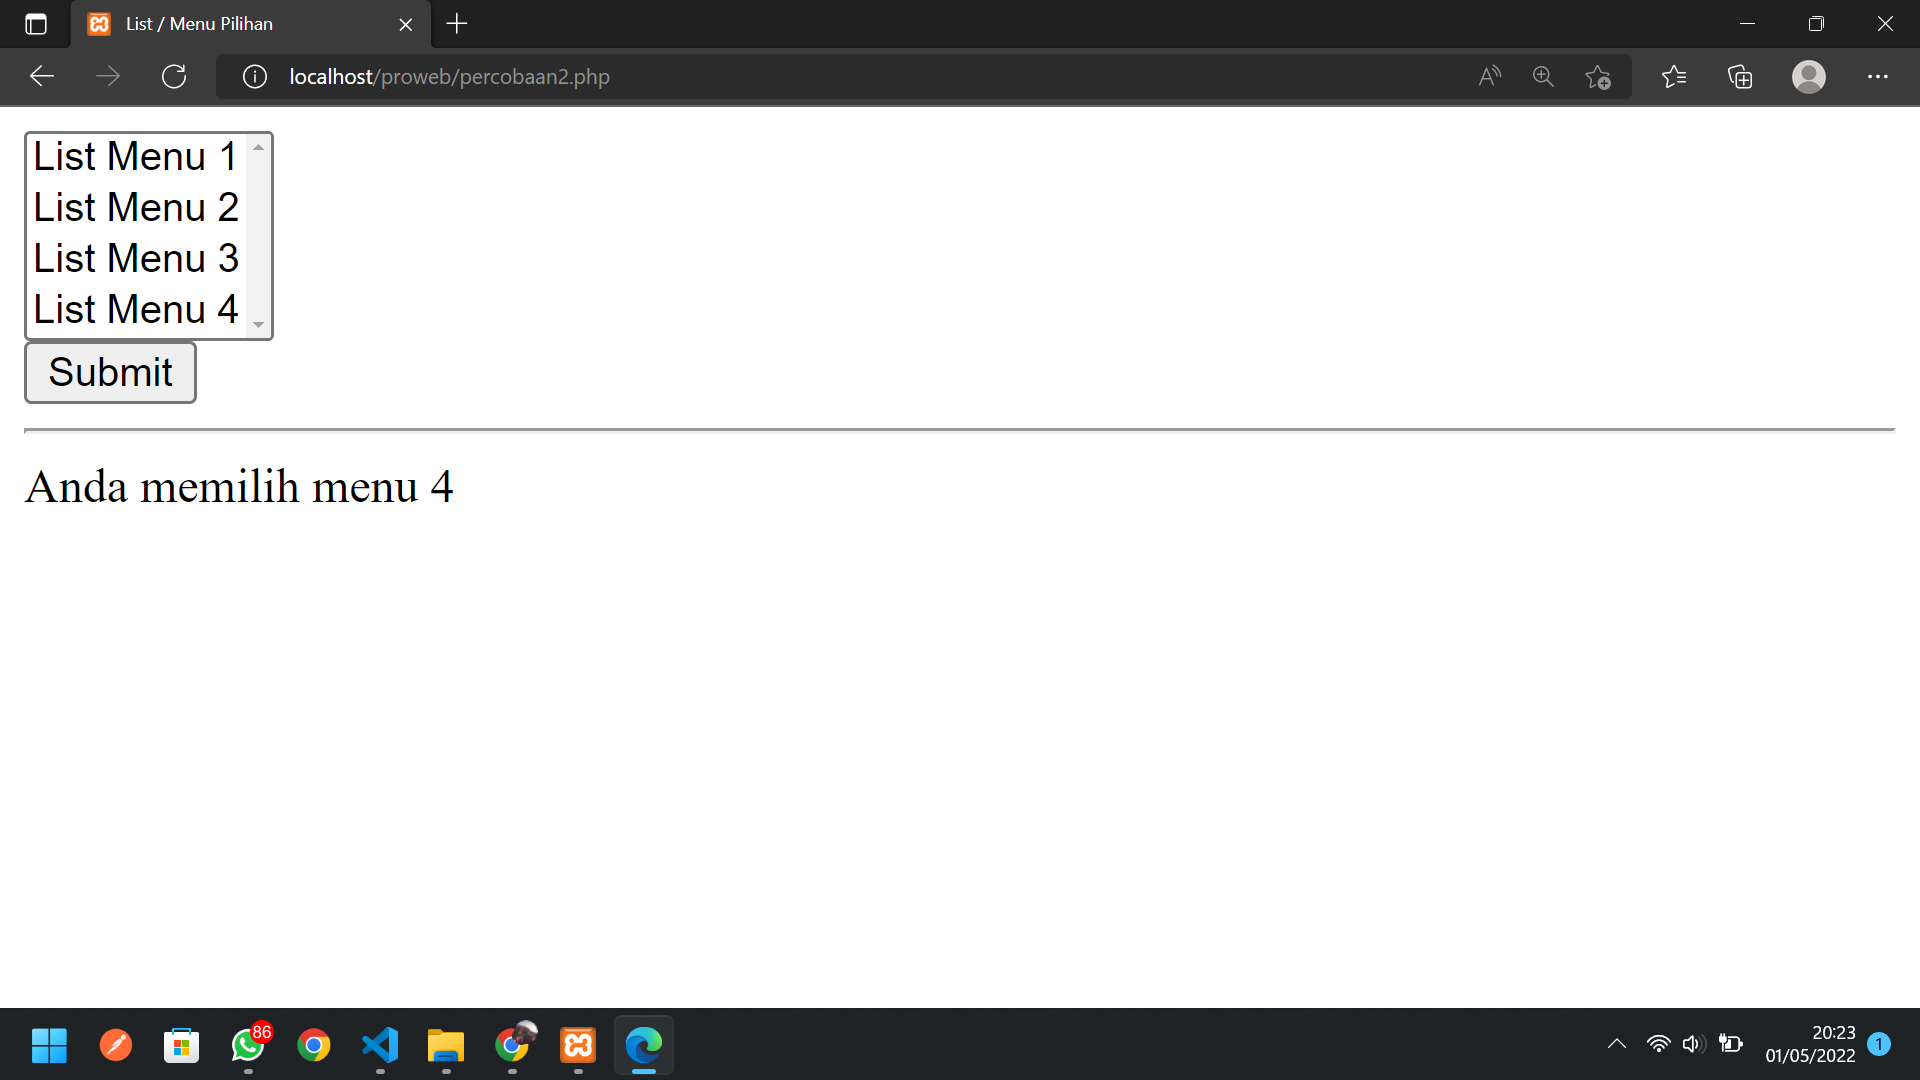 List / Menu Pilihan
localhost/proweb/percobaan2.php
List Menu 1
List Menu 2
List Menu 3
List Menu 4
Submit
Anda memilih menu 4
86
20:23
01/05/2022
1